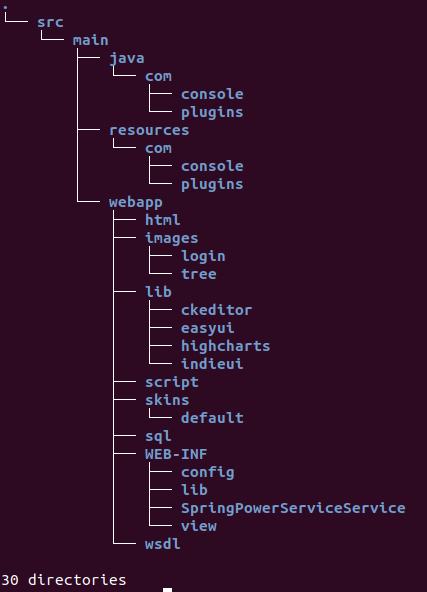 .
└── src
    └── main
        ├── java
        │   └── com
        │       ├── console
        │       └── plugins
        ├── resources
        │   └── com
        │       ├── console
        │       └── plugins
        └── webapp
            ├── html
            ├── images
            │   ├── login
            │   └── tree
            ├── lib
            │   ├── ckeditor
            │   ├── easyui
            │   ├── highcharts
            │   └── indieui
            ├── script
            ├── skins
            │   └── default
            ├── sql
            ├── WEB-INF
            │   ├── config
            │   ├── lib
            │   ├── SpringPowerServiceService
            │   └── view
            └── wsdl
30 directories